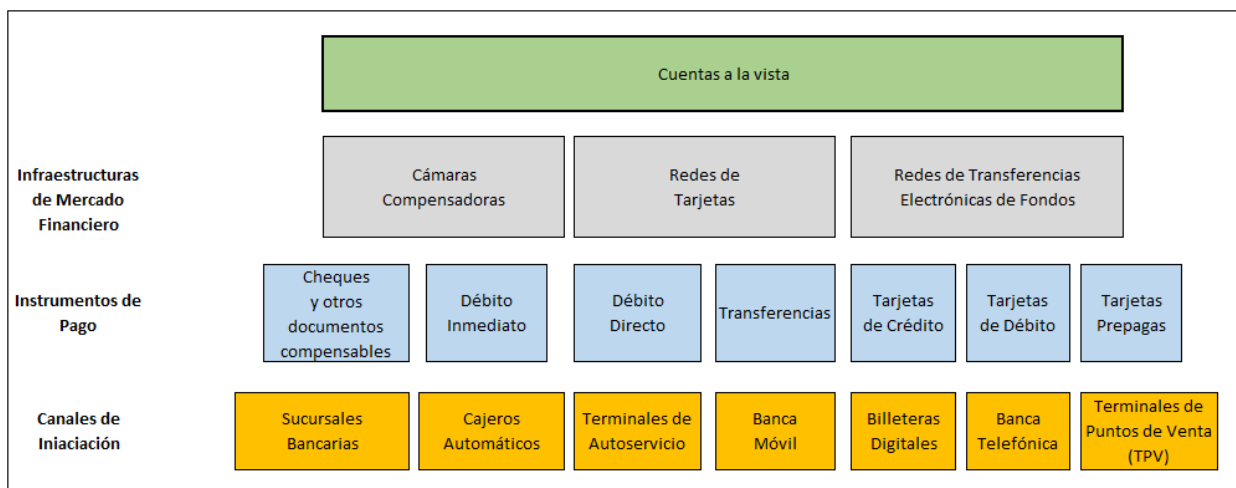 Cuentas a la vista
Infraestructuras
de Mercado
Financiero
Cámaras
Compensadoras
Redes de
Tarjetas
Redes de Transferencias
Electrónicas de Fondos
Instrumentos de
Pago
Cheques
y otros
documentos
compensables
Débito
Inmediato
Débito
Directo
Transferencias
Tarjetas
de Crédito
Tarjetas
de Débito
Tarjetas
Prepagas
Canales de
Iniaciación
Sucursales
Bancarias
Cajeros
Automáticos
Terminales de
Autoservicio
Banca
Móvil
Billeteras
Digitales
Banca
Telefónica
Terminales de
Puntos de Venta
(TPV)